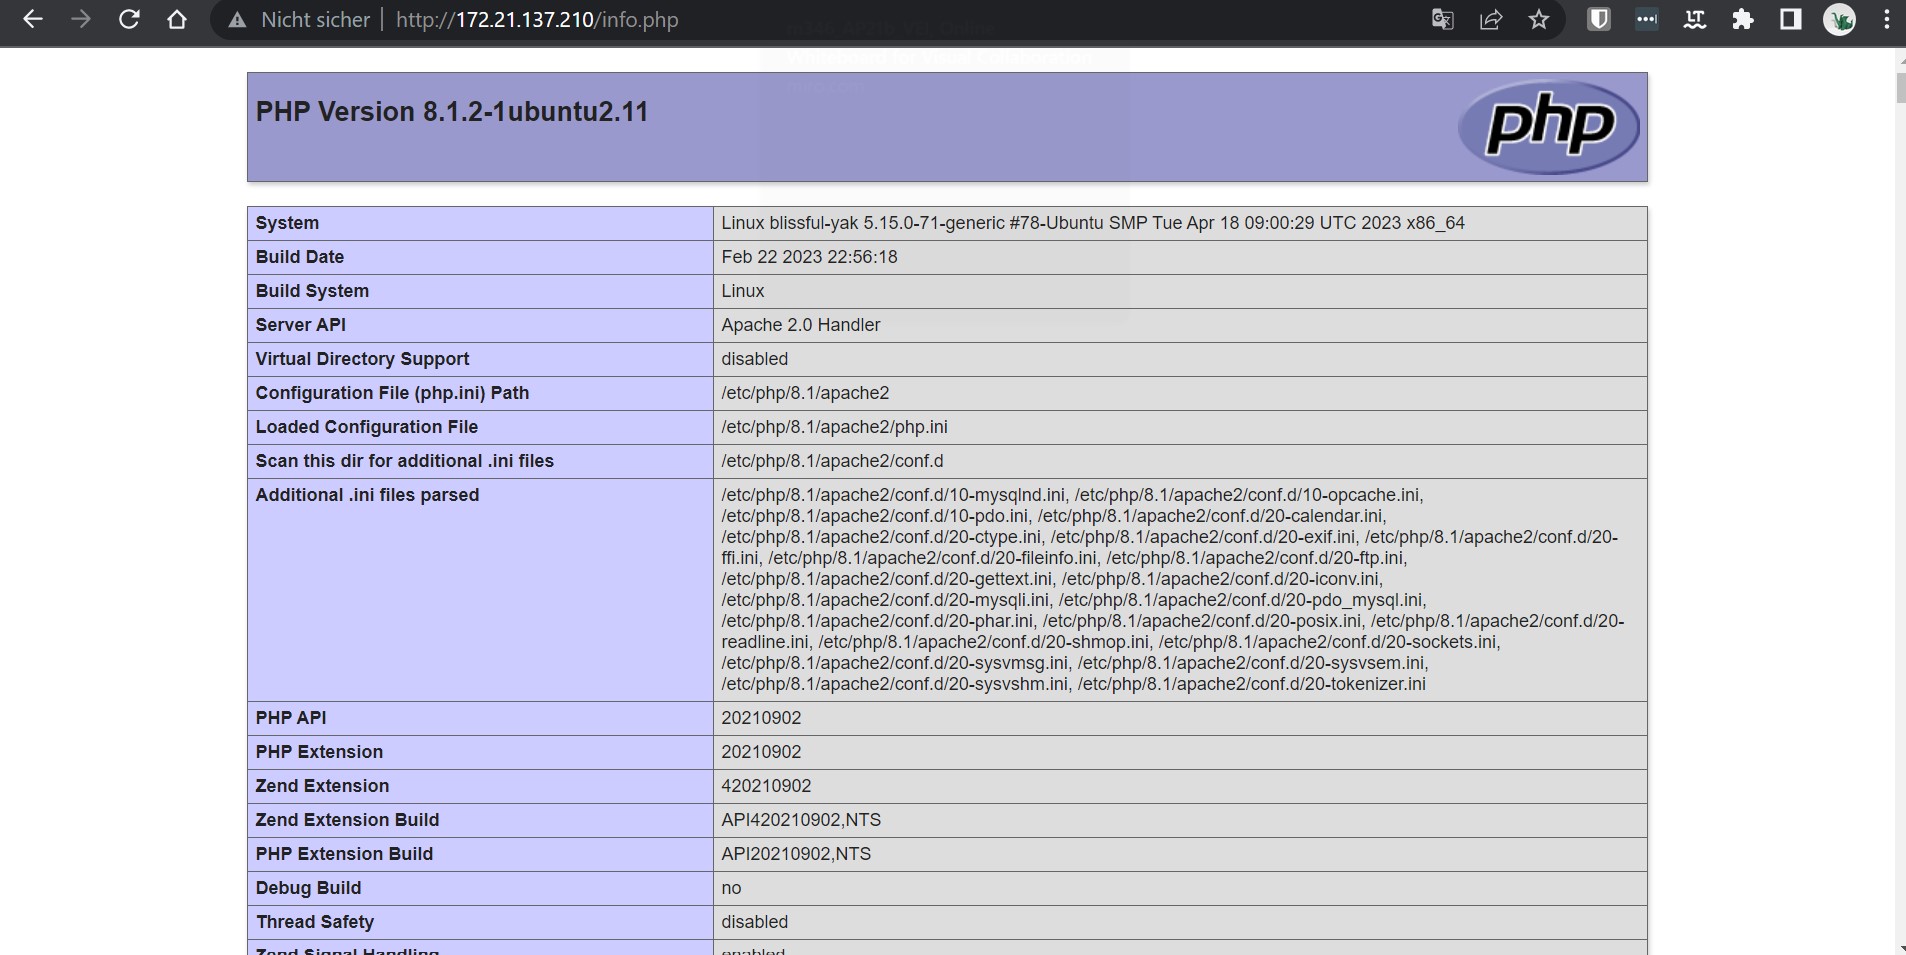 Nicht sicher http://172.21.137.210/info.php
PHP Version 8.1.2-1ubuntu2.11
php
System Linux blissful-yak 5.15.0-71-generic #78-Ubuntu SMP Tue Apr 18 09:00:29 UTC 2023 x86_64
Build Date Feb 22 2023 22:56:18
Build System Linux
Server API Apache 2.0 Handler
Virtual Directory Support disabled
Configuration File (php.ini) Path /etc/php/8.1/apache2
Loaded Configuration File /etc/php/8.1/apache2/php.ini
Scan this dir for additional .ini files /etc/php/8.1/apache2/conf.d
Additional .ini files parsed /etc/php/8.1/apache2/conf.d/10-mysqlnd.ini, /etc/php/8.1/apache2/conf.d/10-opcache.ini,
/etc/php/8.1/apache2/conf.d/10-pdo.ini, /etc/php/8.1/apache2/conf.d/20-calendar.ini,
/etc/php/8.1/apache2/conf.d/20-ctype.ini, /etc/php/8.1/apache2/conf.d/20-exif.ini, /etc/php/8.1/apache2/conf.d/20-
ffi.ini, /etc/php/8.1/apache2/conf.d/20-fileinfo.ini, /etc/php/8.1/apache2/conf.d/20-ftp.ini,
/etc/php/8.1/apache2/conf.d/20-gettext.ini, /etc/php/8.1/apache2/conf.d/20-iconv.ini,
/etc/php/8.1/apache2/conf.d/20-mysqli.ini, /etc/php/8.1/apache2/conf.d/20-pdo_mysql.ini,
/etc/php/8.1/apache2/conf.d/20-phar.ini, /etc/php/8.1/apache2/conf.d/20-posix.ini, /etc/php/8.1/apache2/conf.d/20-
readline.ini, /etc/php/8.1/apache2/conf.d/20-shmop.ini, /etc/php/8.1/apache2/conf.d/20-sockets.ini,
/etc/php/8.1/apache2/conf.d/20-sysvmsg.ini, /etc/php/8.1/apache2/conf.d/20-sysvsem.ini,
/etc/php/8.1/apache2/conf.d/20-sysvshm.ini, /etc/php/8.1/apache2/conf.d/20-tokenizer.ini
PHP API 20210902
PHP Extension 20210902
Zend Extension 420210902
Zend Extension Build API420210902,NTS
PHP Extension Build API20210902,NTS
Debug Build no
Thread Safety disabled
Zend Signal Handling enabled